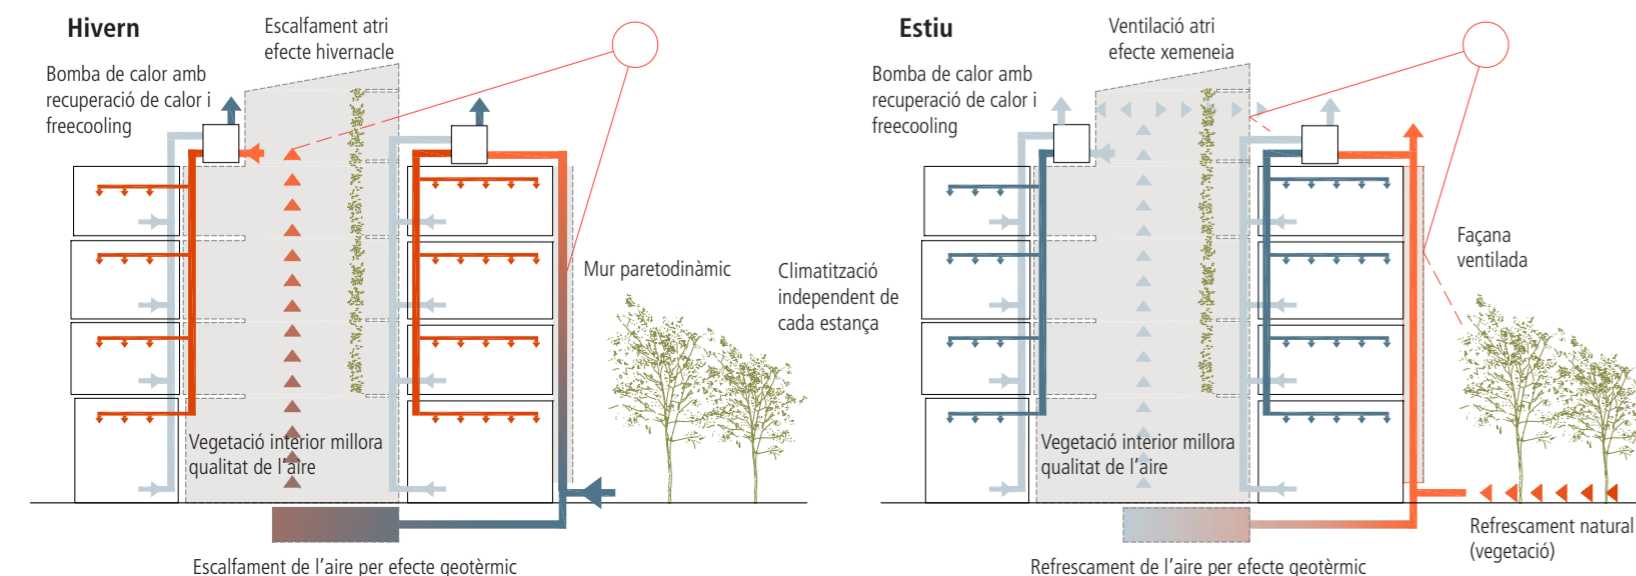 Hivern
Escalfament atri
efecte hivernacle
Bomba de calor amb
recuperació de calor i
freecooling
Mur paretodinàmic
Vegetació interior millora
qualitat de l'aire
Escalfament de l'aire per efecte geotèrmic
Climatització
independent de
cada estança
Estiu
Ventilació atri
efecte xemeneia
Bomba de calor amb
recuperació de calor i
freecooling
Façana
ventilada
Vegetació interior millora
qualitat de l'aire
Refrescament natural
(vegetació)
Refrescament de l'aire per efecte geotèrmic